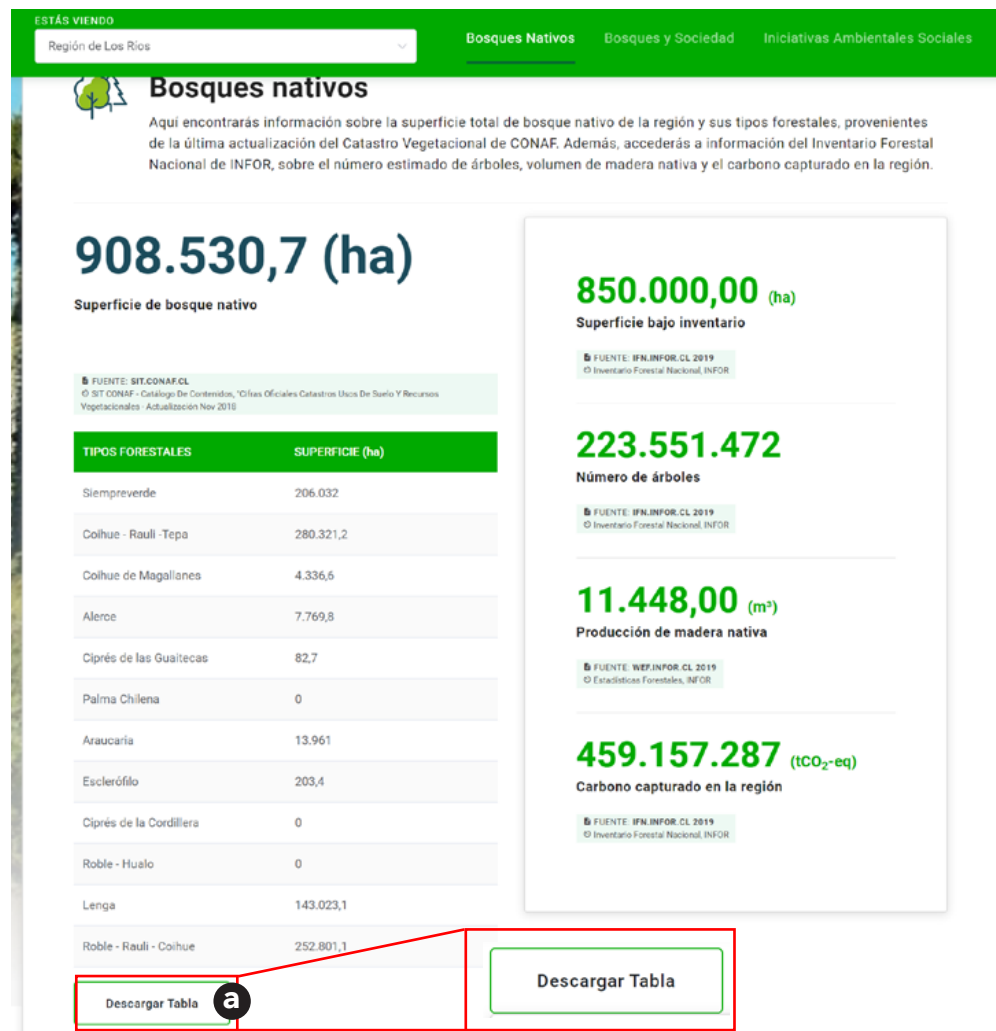 ESTÁS VIENDO
Región de Los Rios
Bosques Nativos Bosques y Sociedad Iniciativas Ambientales Sociales
Bosques nativos
Aquí encontrarás información sobre la superficie total de bosque nativo de la región y sus tipos forestales, provenientes
de la última actualización del Catastro Vegetacional de CONAF. Además, accederás a información del Inventario Forestal
Nacional de INFOR, sobre el número estimado de árboles, volumen de madera nativa y el carbono capturado en la región.
908.530,7 (ha)
Superficie de bosque nativo
FUENTE: SIT.CONAF.CL
© SIT CONAF - Catálogo De Contenidos, "Cifras Oficiales Catastros Usos De Suelo Y Recursos
Vegetacionales - Actualización Nov 2018
TIPOS FORESTALES SUPERFICIE (ha)
Siempreverde 206.032
Coihue - Rauli -Tepa 280.321,2
Coihue de Magallanes 4.336,6
Alerce 7.769,8
Ciprés de las Guaitecas 82,7
Palma Chilena 0
Araucaria 13.961
Esclerófilo 203,4
Ciprés de la Cordillera 0
Roble - Hualo 0
Lenga 143.023,1
Roble - Rauli - Coihue 252.801,1
Descargar Tabla
a
Descargar Tabla
850.000,00 (ha)
Superficie bajo inventario
FUENTE: IFN.INFOR.CL 2019
© Inventario Forestal Nacional, INFOR
223.551.472
Número de árboles
FUENTE: IFN.INFOR.CL 2019
© Inventario Forestal Nacional, INFOR
11.448,00 (m³)
Producción de madera nativa
FUENTE: WEF.INFOR.CL 2019
© Estadísticas Forestales, INFOR
459.157.287 (tCO₂-eq)
Carbono capturado en la región
FUENTE: IFN.INFOR.CL 2019
© Inventario Forestal Nacional, INFOR